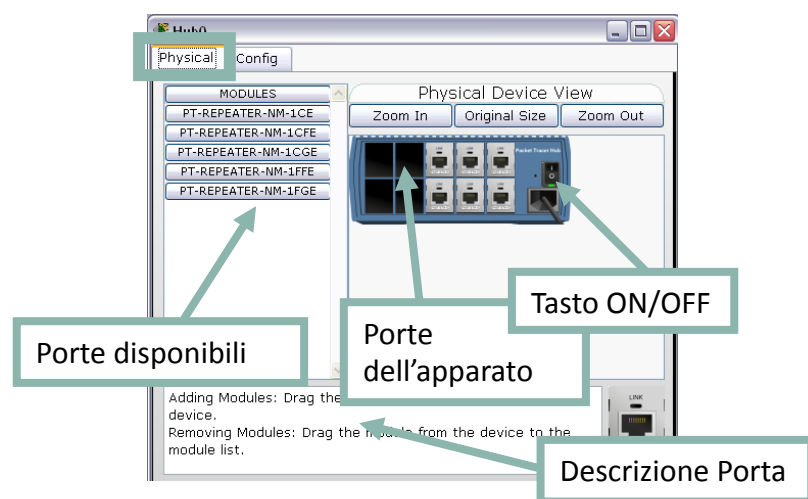 Hub0
Physical
Config
MODULES
PT-REPEATER-NM-1CE
PT-REPEATER-NM-1CFE
PT-REPEATER-NM-1CGE
PT-REPEATER-NM-1FFE
PT-REPEATER-NM-1FGE
Physical Device View
Zoom In
Original Size
Zoom Out
Packet Tracer Hub
Tasto ON/OFF
Porte disponibili
Porte
dell’apparato
Adding Modules: Drag the
device.
Removing Modules: Drag the module from the device to the
module list.
LINK
Descrizione Porta